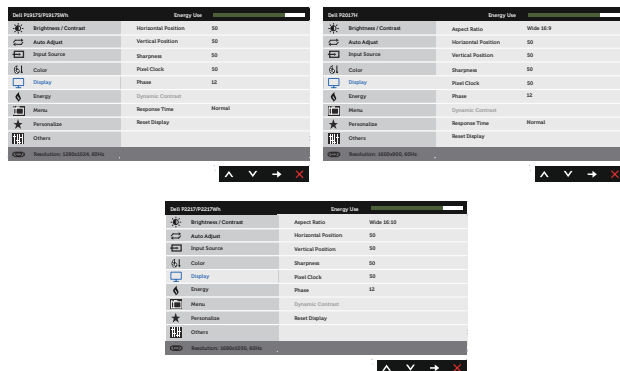 Dell P1917S/P1917SWh Energy Use
Brightness / Contrast Horizontal Position 50
Auto Adjust Vertical Position 50
Input Source Sharpness 50
Color Pixel Clock 50
Display Phase 12
Energy Dynamic Contrast
Menu Response Time Normal
Personalize Reset Display
Others
Resolution: 1280x1024, 60Hz
Dell P2017H Energy Use
Brightness / Contrast Aspect Ratio Wide 16:9
Auto Adjust Horizontal Position 50
Input Source Vertical Position 50
Color Sharpness 50
Display Pixel Clock 50
Energy Phase 12
Menu Dynamic Contrast
Personalize Response Time Normal
Others Reset Display
Resolution: 1600x900, 60Hz
Dell P2217/P2217Wh Energy Use
Brightness / Contrast Aspect Ratio Wide 16:10
Auto Adjust Horizontal Position 50
Input Source Vertical Position 50
Color Sharpness 50
Display Pixel Clock 50
Energy Phase 12
Menu Dynamic Contrast
Personalize Reset Display
Others
Resolution: 1680x1050, 60Hz